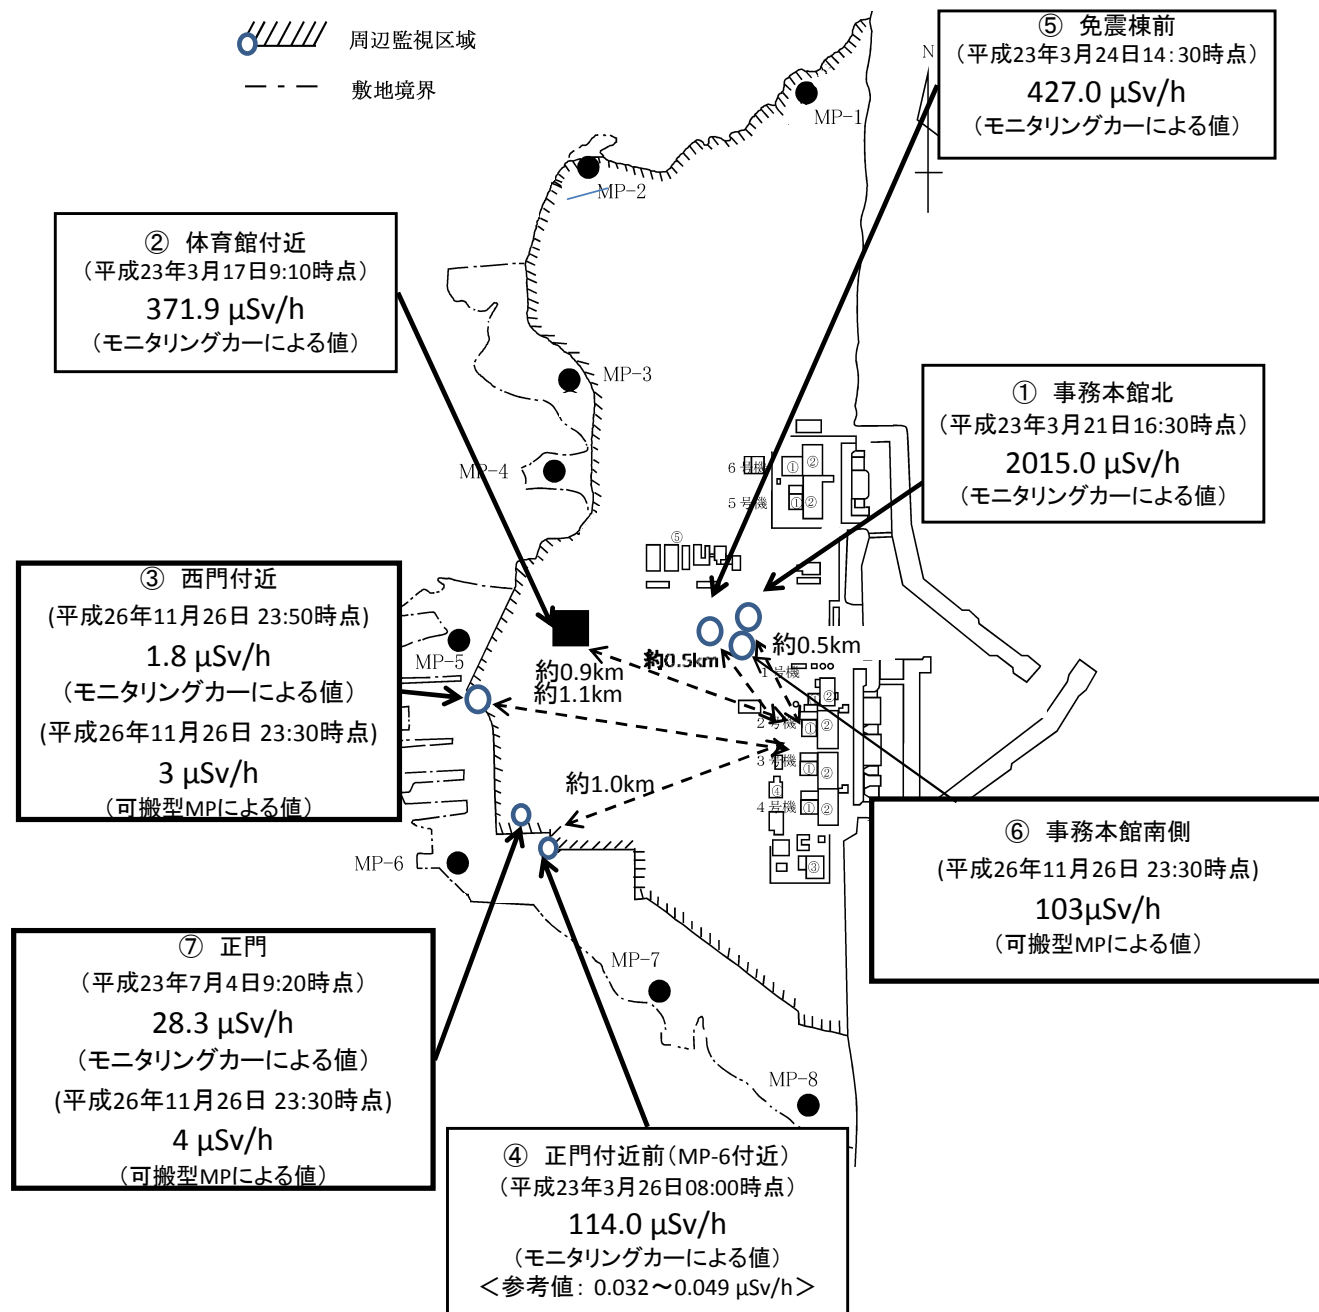 周辺監視区域
敷地境界
⑤ 免震棟前
(平成23年3月24日14:30時点)
427.0 μSv/h
(モニタリングカーによる値)
N
MP-1
MP-2
② 体育館付近
(平成23年3月17日9:10時点)
371.9 μSv/h
(モニタリングカーによる値)
MP-3
① 事務本館北
(平成23年3月21日16:30時点)
2015.0 μSv/h
(モニタリングカーによる値)
MP-4
6号機
①
②
5号機
①
②
⑤
③ 西門付近
(平成26年11月26日 23:50時点)
1.8 μSv/h
(モニタリングカーによる値)
(平成26年11月26日 23:30時点)
3 μSv/h
(可搬型MPによる値)
MP-5
約0.9km
約1.1km
約0.5km
約0.5km
1号機
②
2号機
①
②
3号機
①
②
④
4号機
①
②
③
約1.0km
MP-6
⑥ 事務本館南側
(平成26年11月26日 23:30時点)
103μSv/h
(可搬型MPによる値)
⑦ 正門
(平成23年7月4日9:20時点)
28.3 μSv/h
(モニタリングカーによる値)
(平成26年11月26日 23:30時点)
4 μSv/h
(可搬型MPによる値)
MP-7
MP-8
④ 正門付近前(MP-6付近)
(平成23年3月26日08:00時点)
114.0 μSv/h
(モニタリングカーによる値)
＜参考値: 0.032～0.049 μSv/h＞